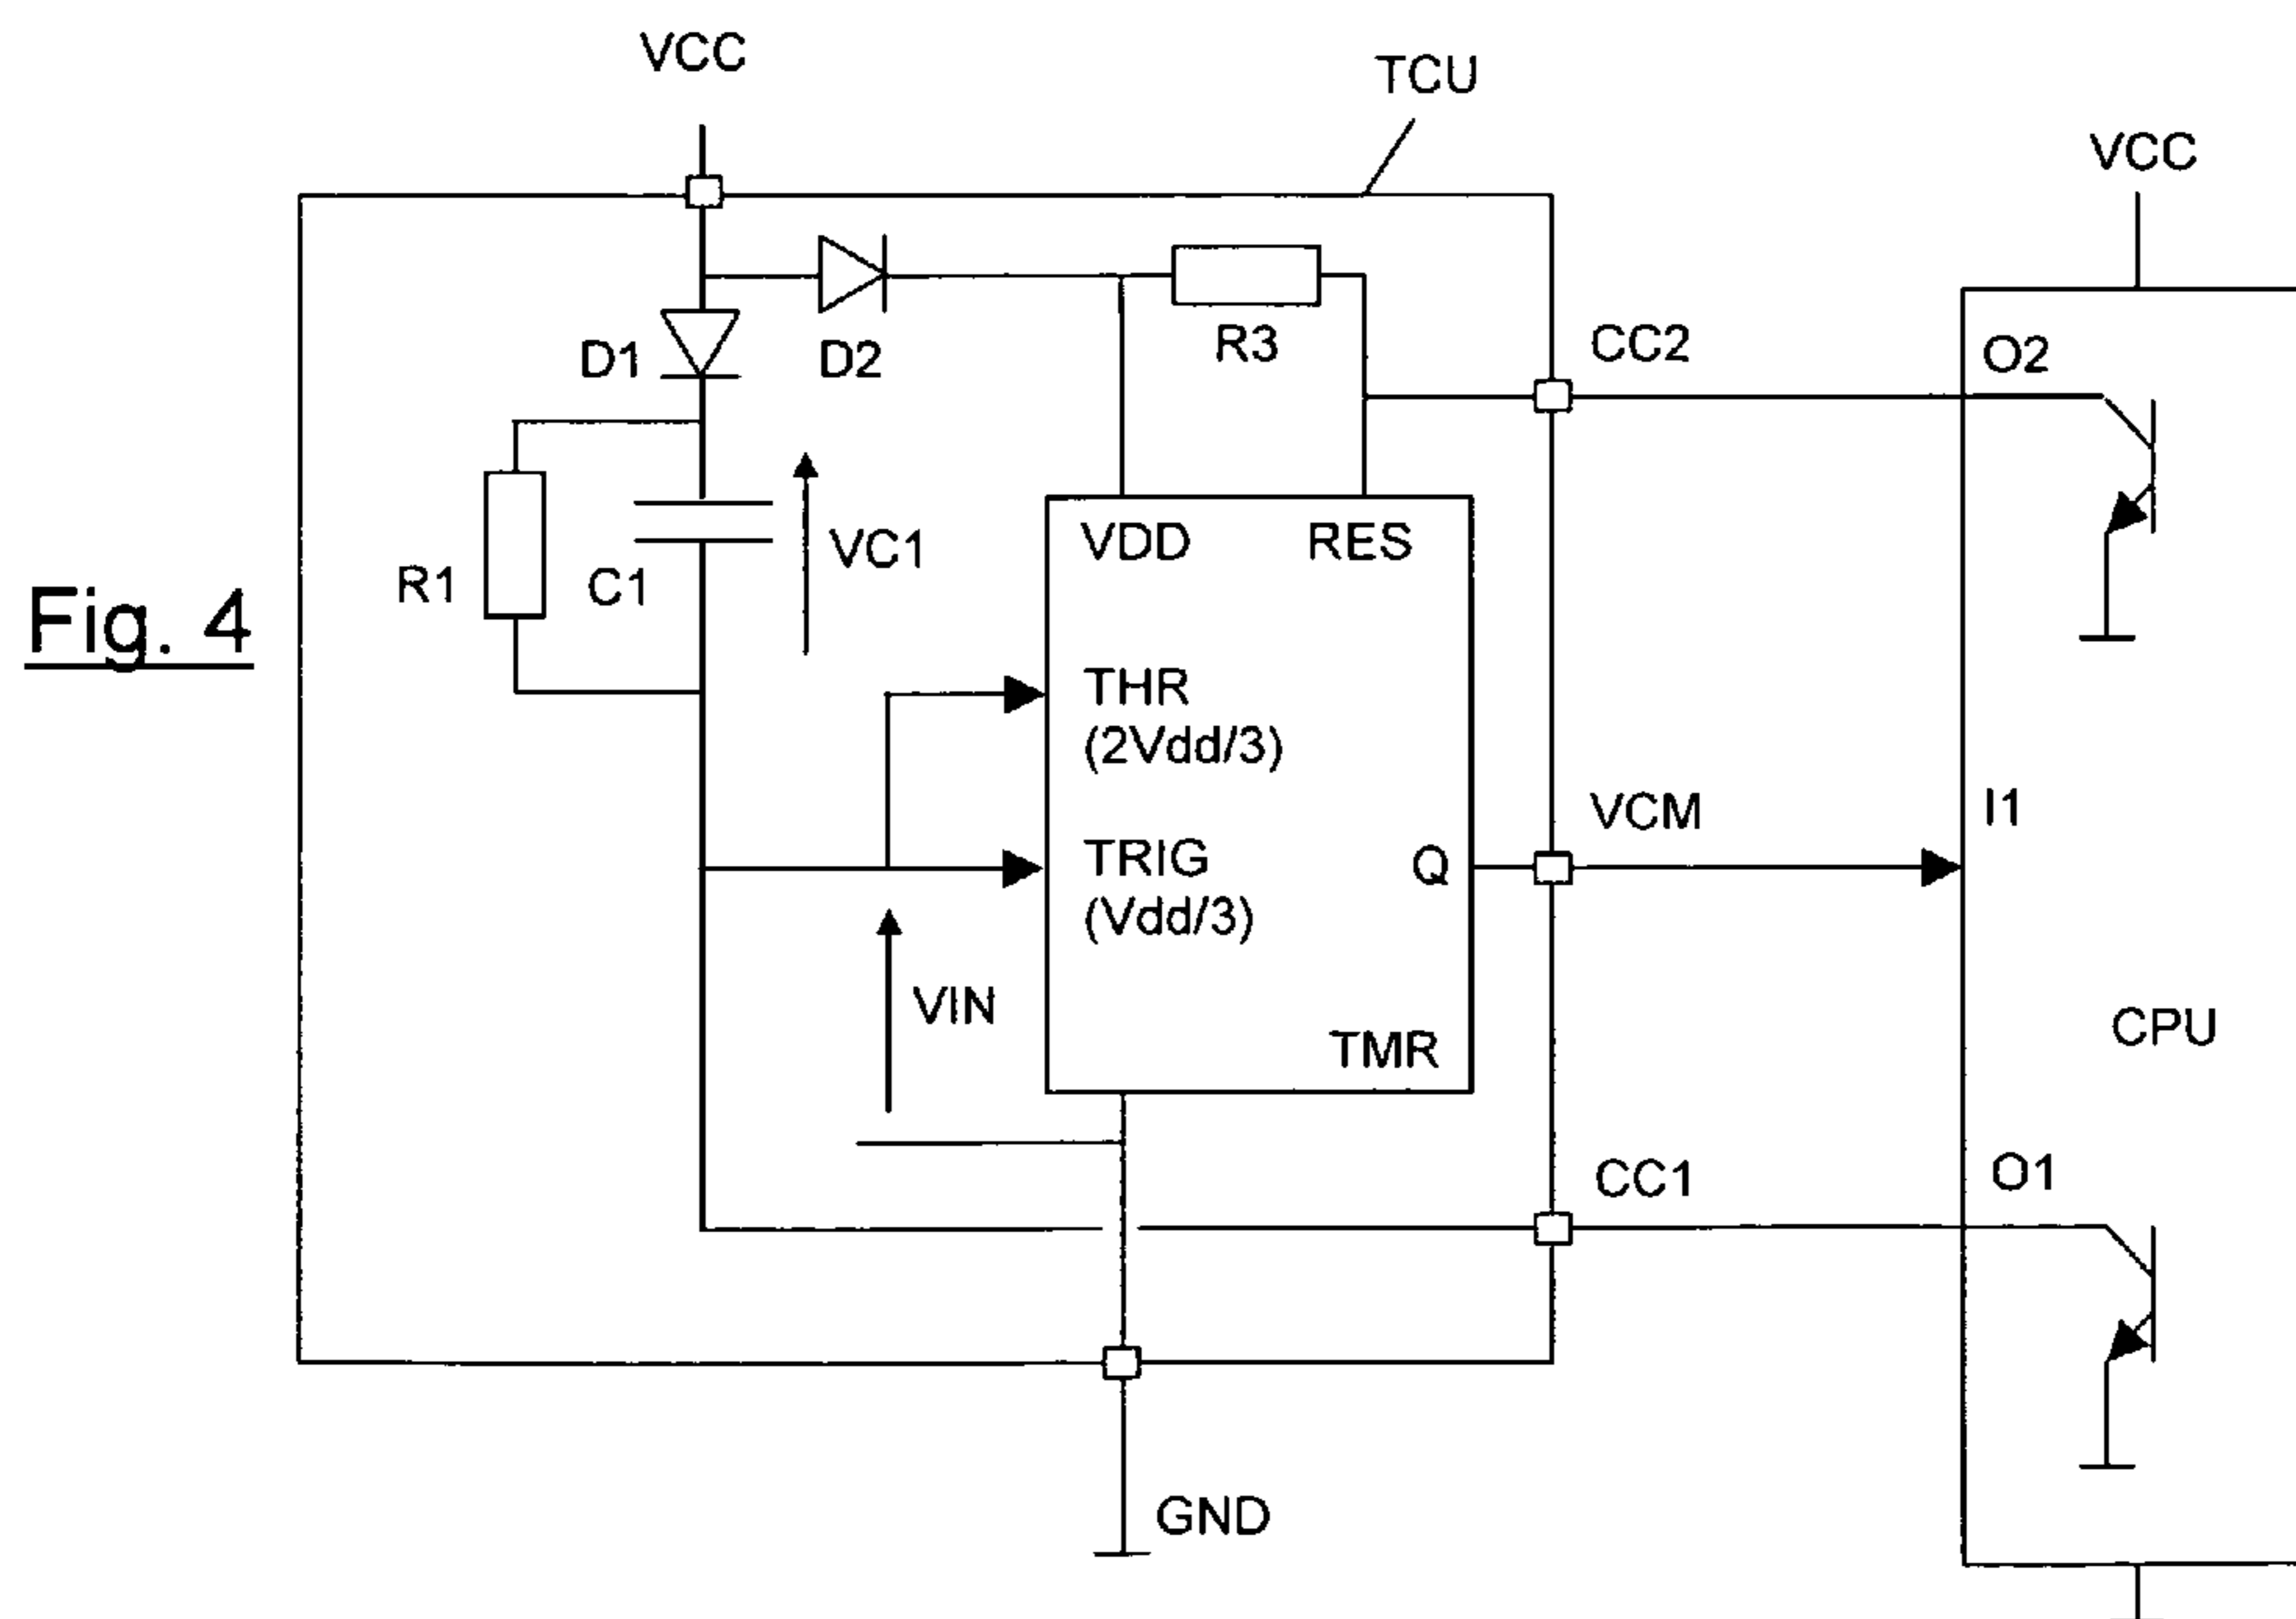 VCC
TCU
VCC
D1
D2
R3
CC2
O2
R1
C1
VC1
VDD
RES
Fig. 4
THR
(2Vdd/3)
VCM
I1
TRIG
(Vdd/3)
Q
VIN
TMR
CPU
CC1
O1
GND